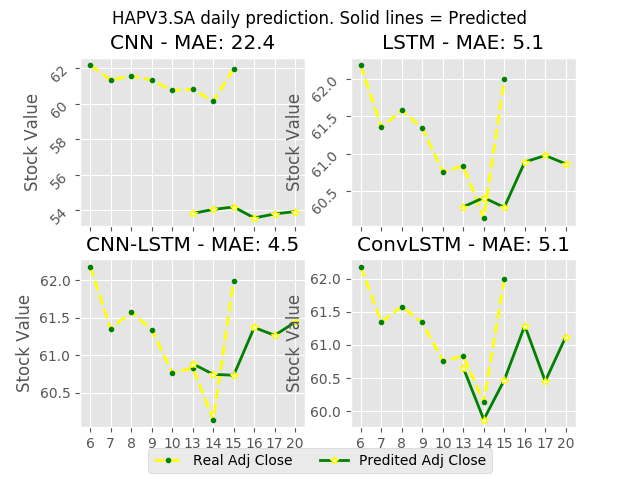 HAPV3.SA daily prediction. Solid lines = Predicted
CNN - MAE: 22.4
Stock Value
62
60
58
56
54
LSTM - MAE: 5.1
Stock Value
62.0
61.5
61.0
60.5
CNN-LSTM - MAE: 4.5
Stock Value
62.0
61.5
61.0
60.5
6 7 8 9 10 13 14 15 16 17 20
ConvLSTM - MAE: 5.1
Stock Value
62.0
61.5
61.0
60.5
60.0
6 7 8 9 10 13 14 15 16 17 20
Real Adj Close
Predited Adj Close